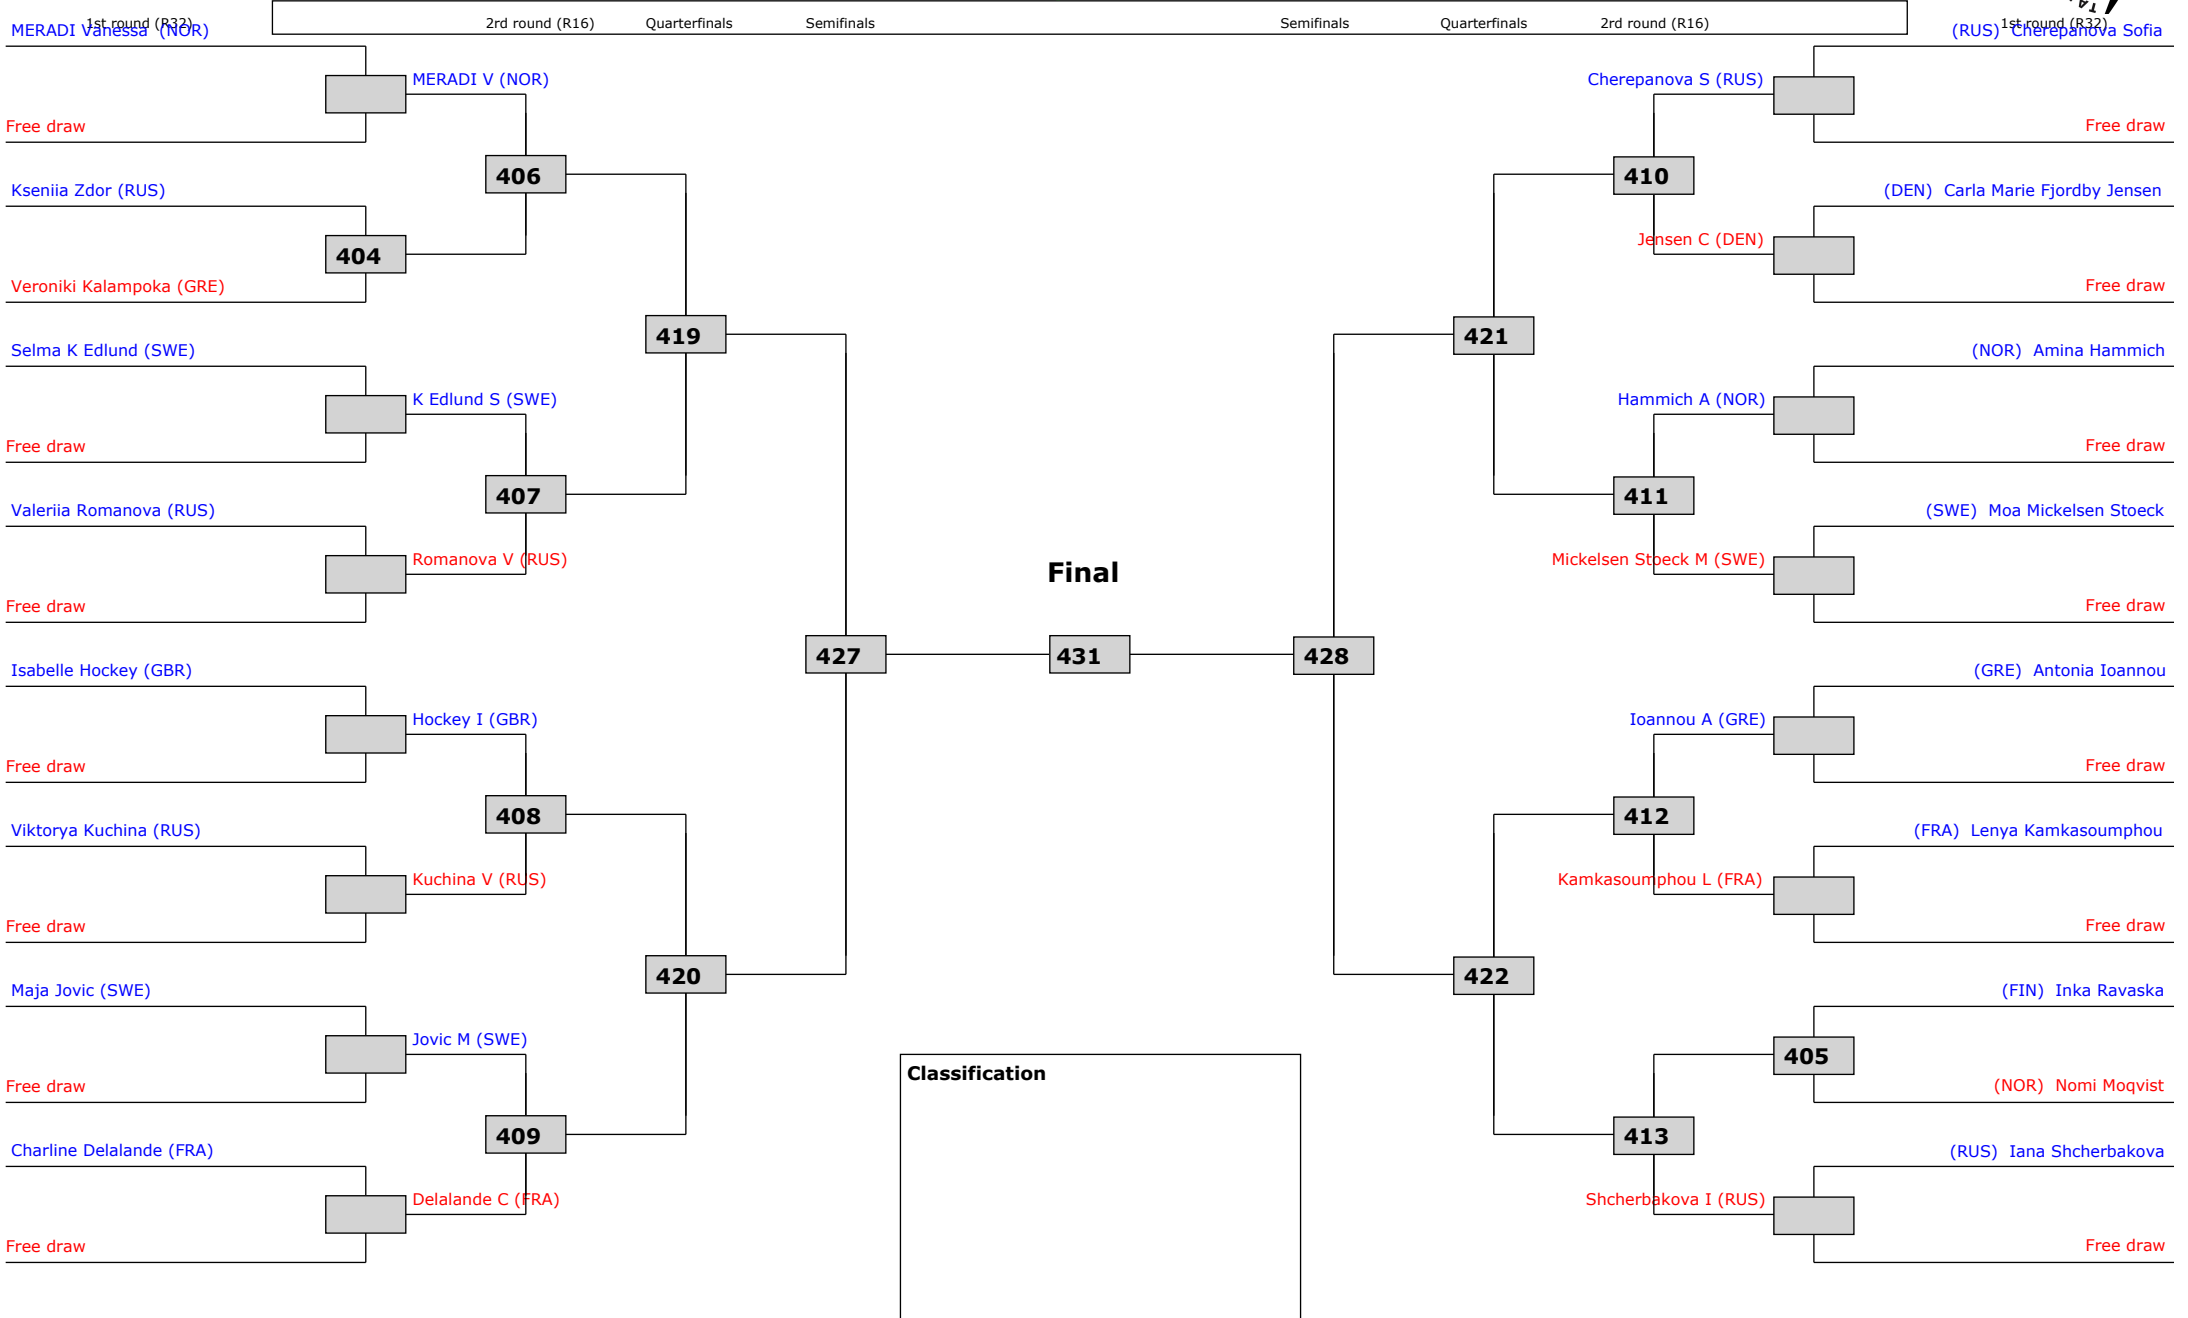 1st round (R32)
2rd round (R16)
Quarterfinals
Semifinals
Semifinals
Quarterfinals
2rd round (R16)
1st round (R32)
MERADI Vanessa (NOR)
Free draw
Kseniia Zdor (RUS)
Veroniki Kalampoka (GRE)
Selma K Edlund (SWE)
Free draw
Valeriia Romanova (RUS)
Free draw
Isabelle Hockey (GBR)
Free draw
Viktorya Kuchina (RUS)
Free draw
Maja Jovic (SWE)
Free draw
Charline Delalande (FRA)
Free draw
MERADI V (NOR)
404
K Edlund S (SWE)
Romanova V (RUS)
Hockey I (GBR)
Kuchina V (RUS)
Jovic M (SWE)
Delalande C (FRA)
406
407
408
409
419
420
427
Final
431
428
421
422
410
411
412
413
Cherepanova S (RUS)
Jensen C (DEN)
Hammich A (NOR)
Mickelsen Stoeck M (SWE)
Ioannou A (GRE)
Kamkasoumphou L (FRA)
405
Shcherbakova I (RUS)
(RUS) Cherepanova Sofia
Free draw
(DEN) Carla Marie Fjordby Jensen
Free draw
(NOR) Amina Hammich
Free draw
(SWE) Moa Mickelsen Stoeck
Free draw
(GRE) Antonia Ioannou
Free draw
(FRA) Lenya Kamkasoumphou
Free draw
(FIN) Inka Ravaska
(NOR) Nomi Moqvist
(RUS) Iana Shcherbakova
Free draw
Classification